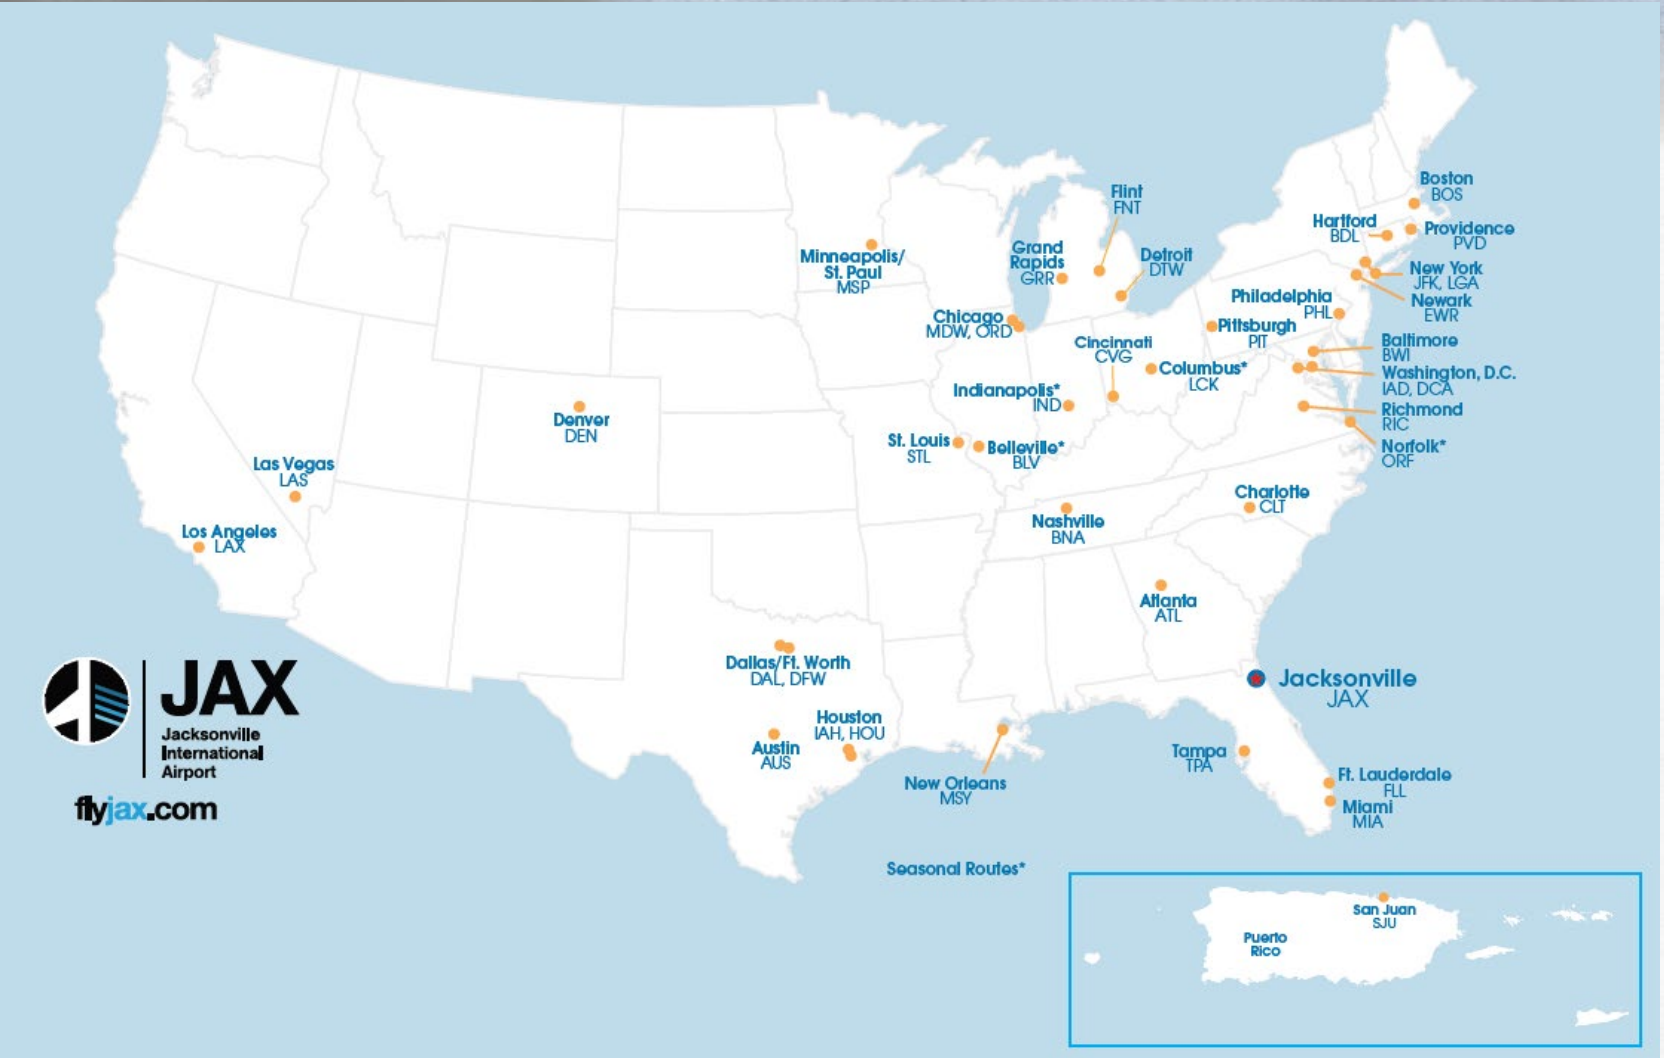 Boston
BOS
Flint
FNT
Hartford
BDL
Providence
PVD
Grand
Rapids
GRR
Detroit
DTW
Minneapolis/
St. Paul
MSP
New York
JFK, LGA
Newark
EWR
Philadelphia
PHL
Chicago
MDW, ORD
Pittsburgh
PIT
Cincinnati
CVG
Baltimore
BWI
Columbus*
LCK
Washington, D.C.
IAD, DCA
Indianapolis*
IND
Richmond
RIC
Denver
DEN
St. Louis
STL
Belleville*
BLV
Norfolk*
ORF
Las Vegas
LAS
Charlotte
CLT
Nashville
BNA
Los Angeles
LAX
Atlanta
ATL
Dallas/Ft. Worth
DAL, DFW
Jacksonville
JAX
JAX
Jacksonville
International
Airport
flyjax.com
Houston
IAH, HOU
Austin
AUS
New Orleans
MSY
Tampa
TPA
Ft. Lauderdale
FLL
Miami
MIA
Seasonal Routes*
San Juan
SJU
Puerto
Rico